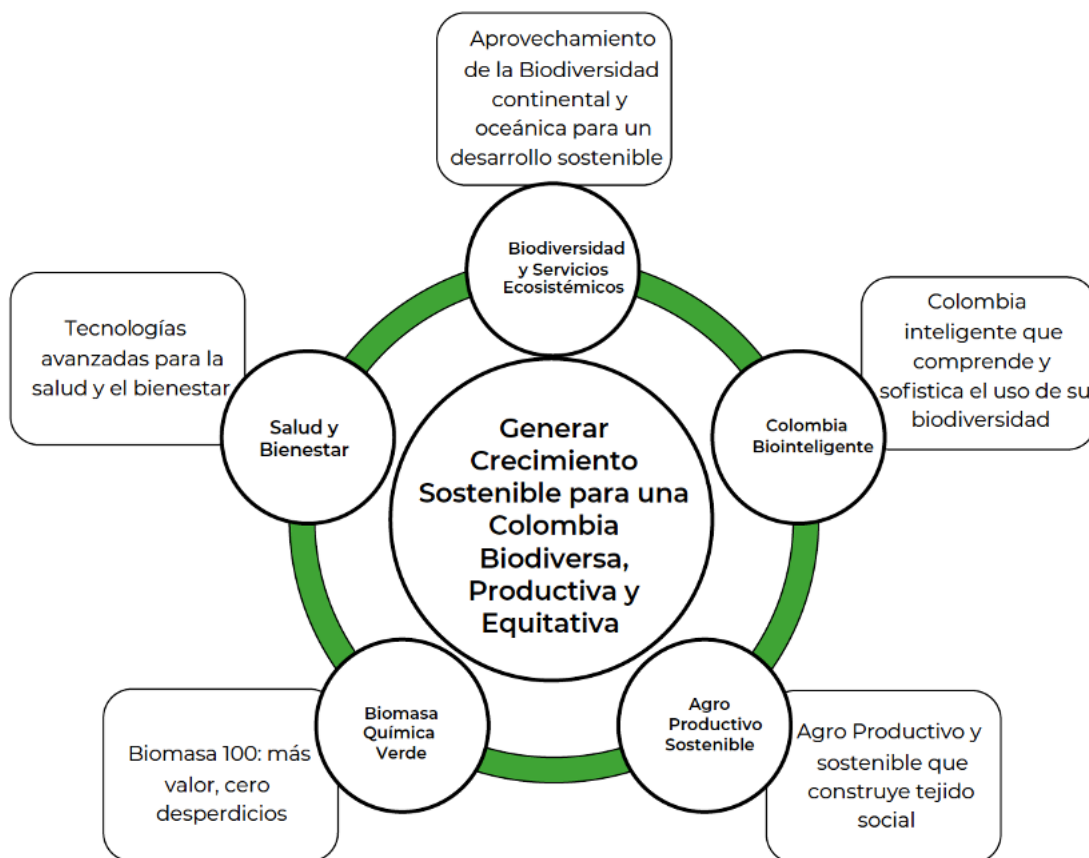 Aprovechamiento
de la Biodiversidad
continental y
oceánica para un
desarrollo sostenible
Biodiversidad
y Servicios
Ecosistémicos
Tecnologías
avanzadas para la
salud y el bienestar
Salud y
Bienestar
Colombia
inteligente que
comprende y
sofistica el uso de su
biodiversidad
Colombia
Biointeligente
Generar
Crecimiento
Sostenible para una
Colombia
Biodiversa,
Productiva y
Equitativa
Biomasa 100: más
valor, cero
desperdicios
Biomasa
Química
Verde
Agro
Productivo
Sostenible
Agro Productivo y
sostenible que
construye tejido
social